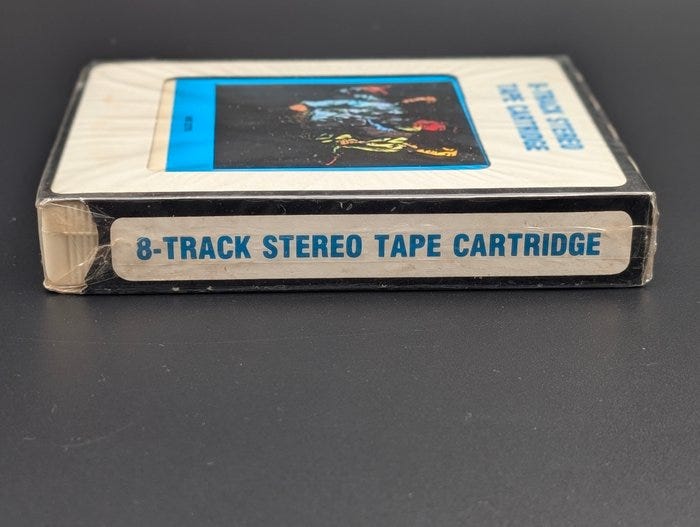 8-TRACK STEREO
TAPE CARTRIDGE
8-TRACK STEREO TAPE CARTRIDGE